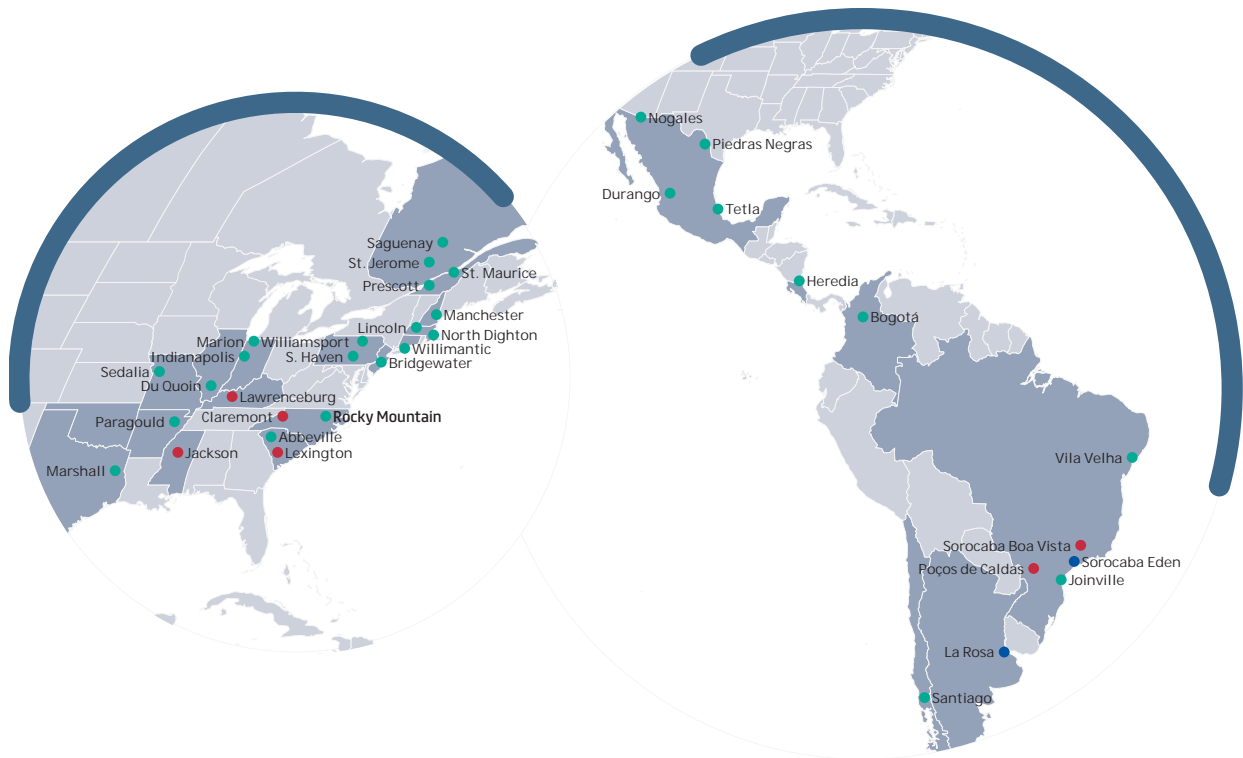 Saguenay
St. Jerome
St. Maurice
Prescott
Manchester
Lincoln
North Dighton
Marion
Williamsport
Willimantic
Indianapolis
S. Haven
Bridgewater
Sedalia
Du Quoin
Lawrenceburg
Claremont
Rocky Mountain
Paragould
Abbeville
Jackson
Lexington
Marshall
Nogales
Piedras Negras
Durango
Tetla
Heredia
Bogotá
Vila Velha
Sorocaba Boa Vista
Sorocaba Eden
Poços de Caldas
Joinville
La Rosa
Santiago